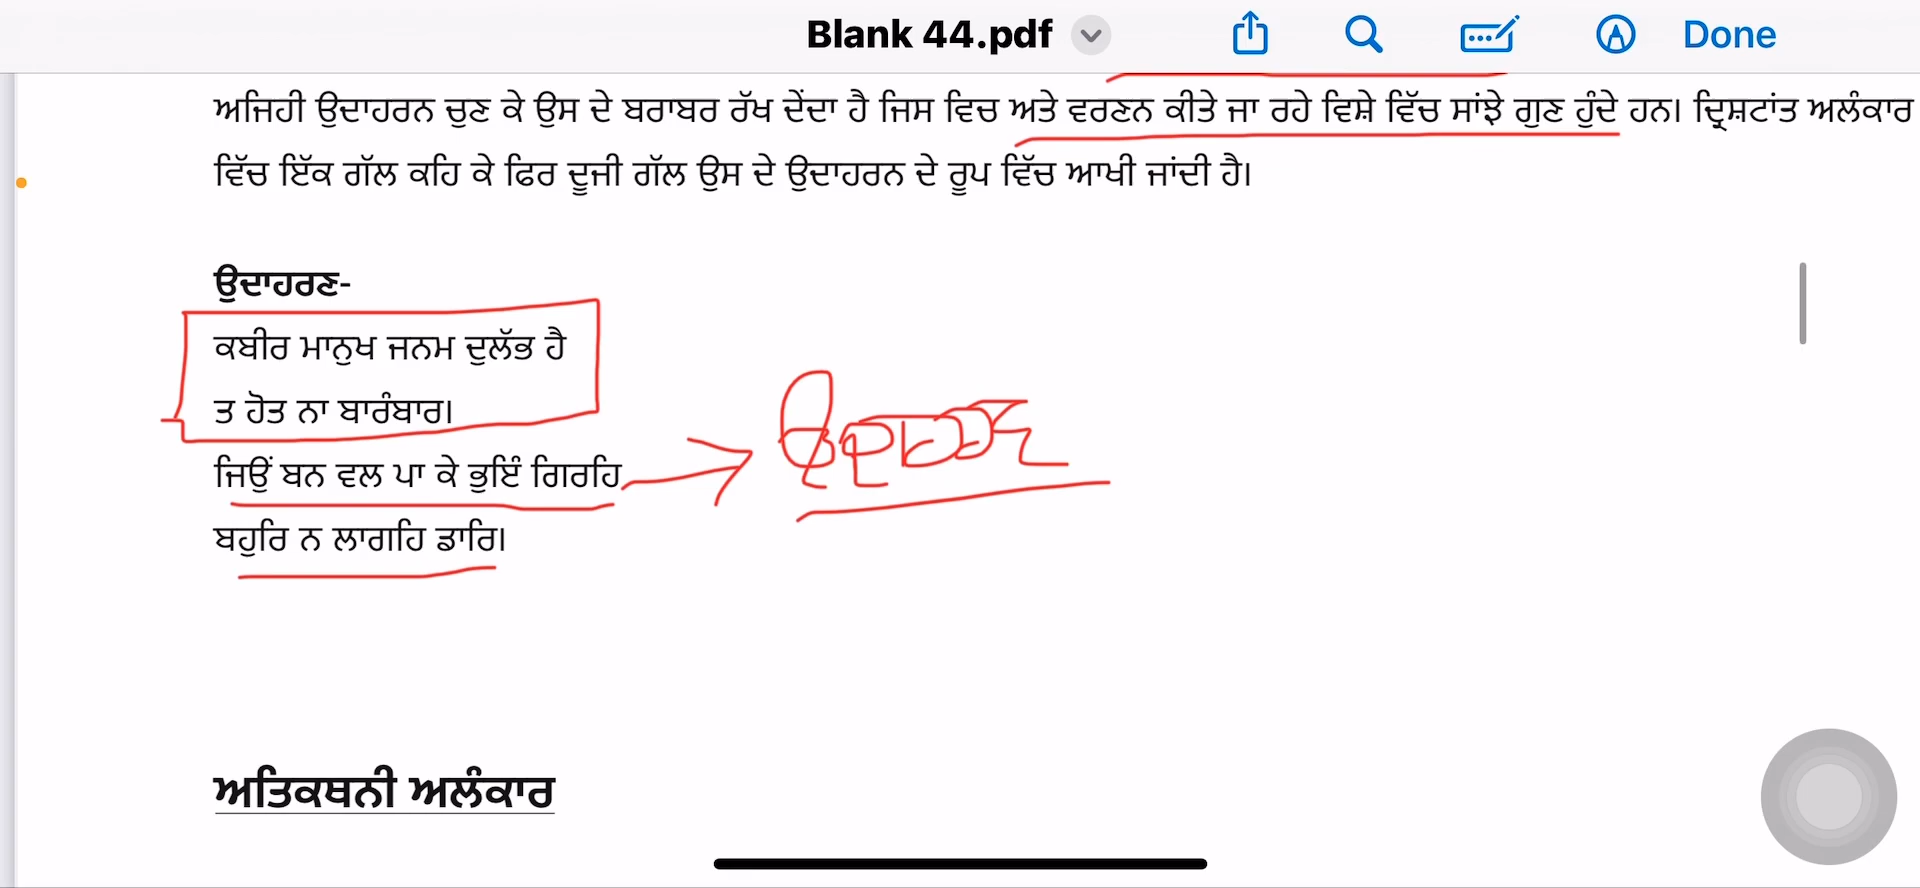 Blank 44.pdf
Done
ਅਜਿਹੀ ਉਦਾਹਰਨ ਚੁਣ ਕੇ ਉਸ ਦੇ ਬਰਾਬਰ ਰੱਖ ਦੇਂਦਾ ਹੈ ਜਿਸ ਵਿਚ ਅਤੇ ਵਰਣਨ ਕੀਤੇ ਜਾ ਰਹੇ ਵਿਸ਼ੇ ਵਿੱਚ ਸਾਂਝੇ ਗੁਣ ਹੁੰਦੇ ਹਨ। ਦ੍ਰਿਸ਼ਟਾਂਤ ਅਲੰਕਾਰ
ਵਿੱਚ ਇੱਕ ਗੱਲ ਕਹਿ ਕੇ ਫਿਰ ਦੂਜੀ ਗੱਲ ਉਸ ਦੇ ਉਦਾਹਰਨ ਦੇ ਰੂਪ ਵਿੱਚ ਆਖੀ ਜਾਂਦੀ ਹੈ।
ਉਦਾਹਰਣ-
ਕਬੀਰ ਮਾਨੁਖ ਜਨਮ ਦੁਲੱਭ ਹੈ
ਤ ਹੋਤ ਨਾ ਬਾਰੰਬਾਰ।
ਜਿਉਂ ਬਨ ਵਲ ਪਾ ਕੇ ਭੁਇੰ ਗਿਰਹਿ
ਬਹੁਰਿ ਨ ਲਾਗਹਿ ਡਾਰਿ।
ਅਤਿਕਥਨੀ ਅਲੰਕਾਰ